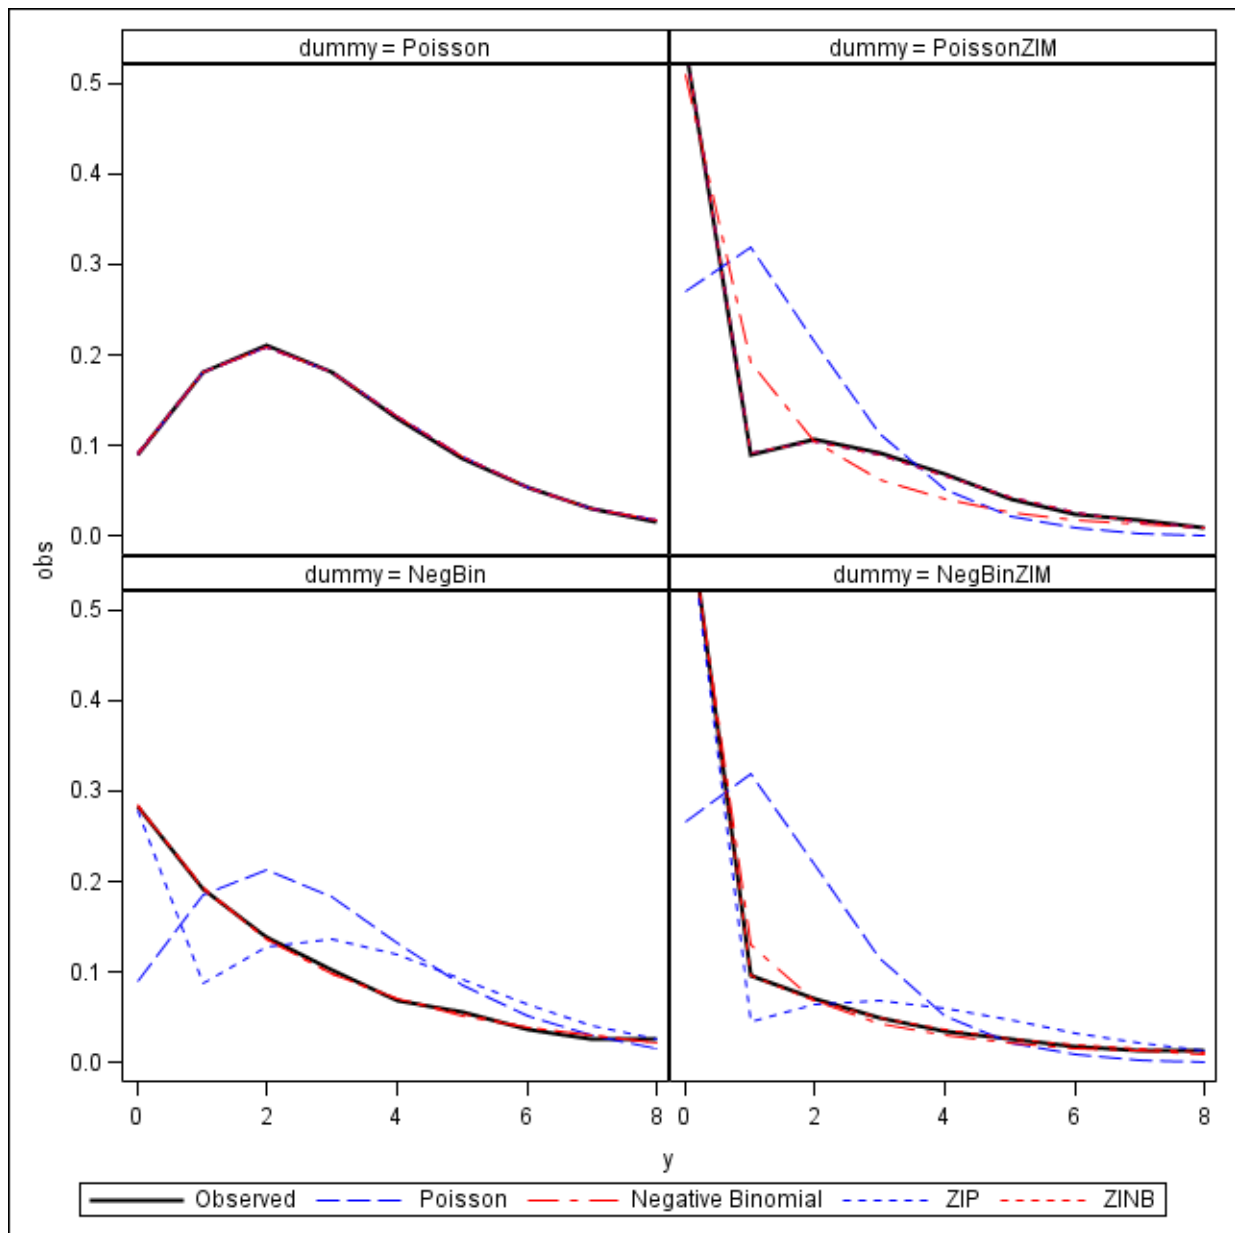 dummy = Poisson
dummy = PoissonZIM
0.5
0.4
0.3
0.2
0.1
0.0
obs
dummy = NegBin
dummy = NegBinZIM
0.5
0.4
0.3
0.2
0.1
0.0
0 2 4 6 8 0 2 4 6 8
y
Observed Poisson Negative Binomial ZIP ZINB